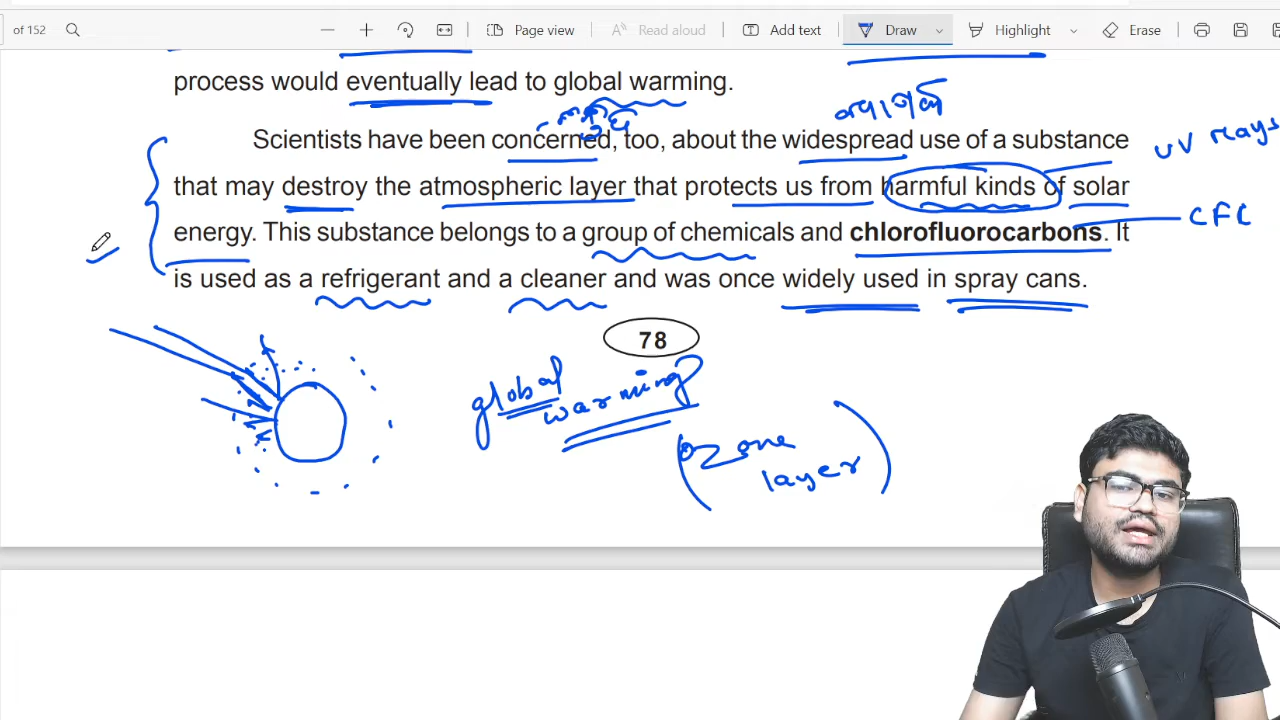 of 152 Page view Read aloud Add text Draw Highlight Erase
process would eventually lead to global warming.
Scientists have been concerned, too, about the widespread use of a substance
UV rays
that may destroy the atmospheric layer that protects us from harmful kinds of solar
CFC
energy. This substance belongs to a group of chemicals and chlorofluorocarbons. It
is used as a refrigerant and a cleaner and was once widely used in spray cans.
78
global
warming
ozone
layer